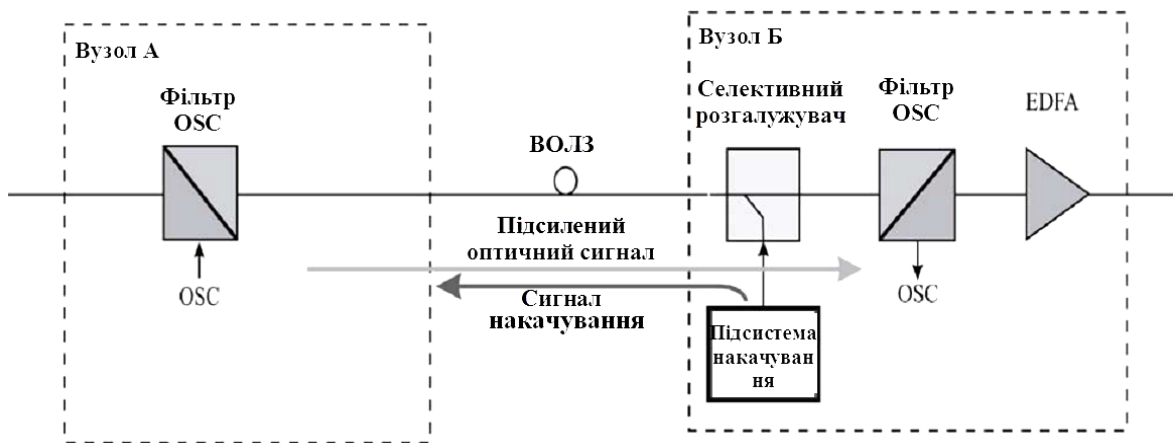 Вузол А
Фільтр
OSC
OSC
ВОЛЗ
Підсилений
оптичний сигнал
Сигнал
накачування
Вузол Б
Селективний
розгалужувач
Фільтр
OSC
EDFA
OSC
Підсистема
накачуван
ня